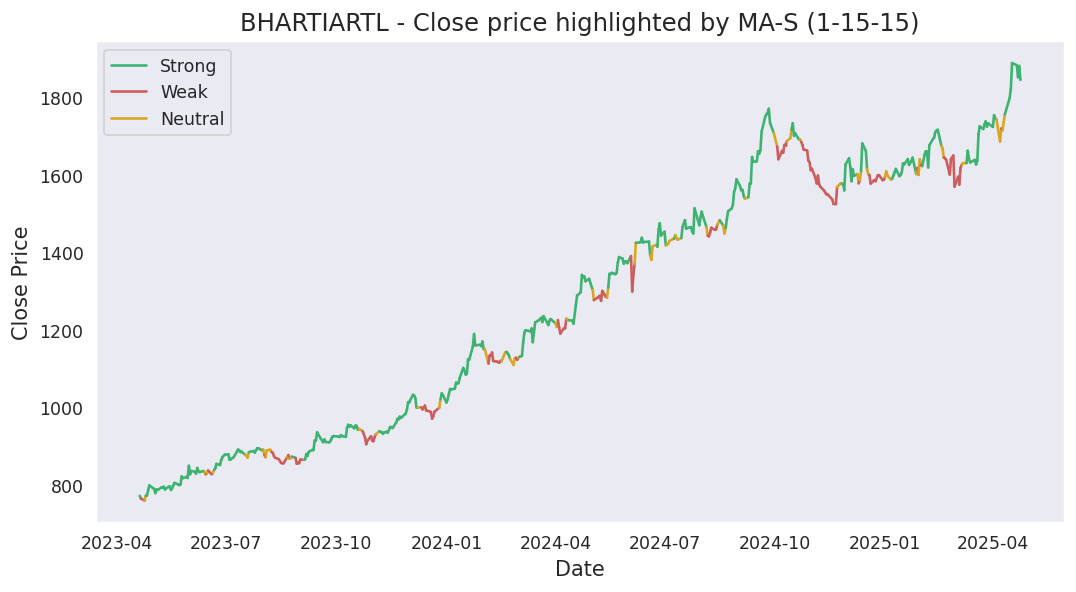 BHARTIARTL - Close price highlighted by MA-S (1-15-15)
Strong
Weak
Neutral
Close Price
1800
1600
1400
1200
1000
800
2023-04 2023-07 2023-10 2024-01 2024-04 2024-07 2024-10 2025-01 2025-04
Date